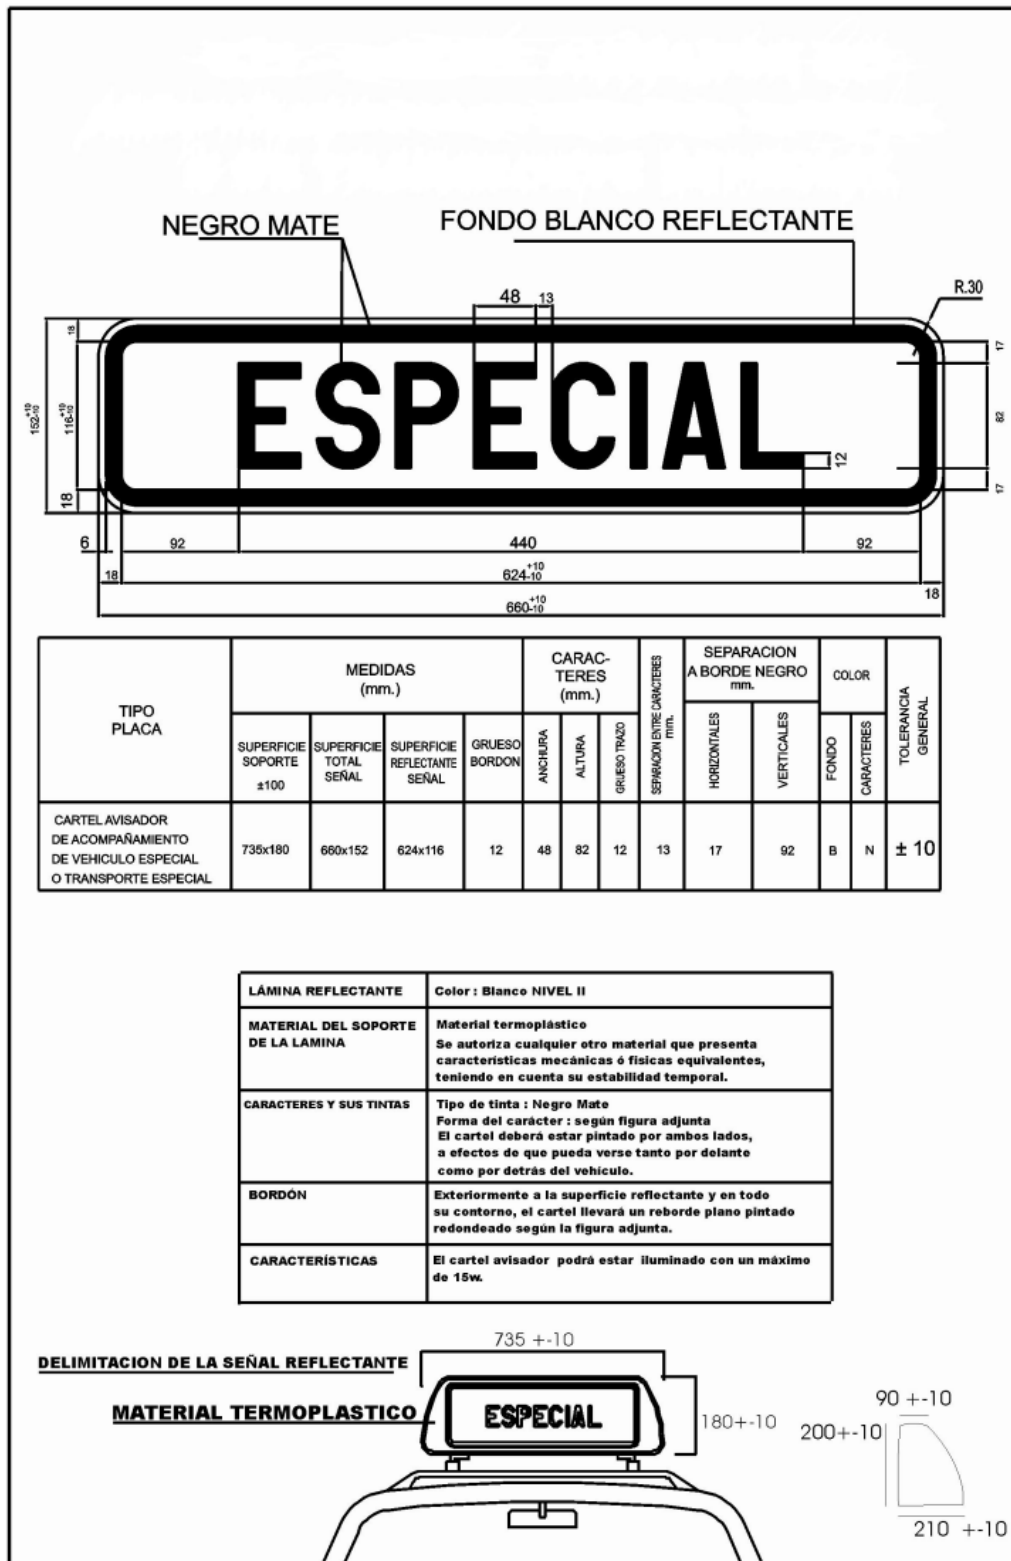 NEGRO MATE
FONDO BLANCO REFLECTANTE
R.30
48
13
18
17
152+10-10
116+10-10
ESPECIAL
82
12
18
17
6
92
440
92
18
624+10-10
18
660+10-10
TIPO
PLACA
MEDIDAS
(mm.)
SUPERFICIE
SOPORTE
±100
SUPERFICIE
TOTAL
SEÑAL
SUPERFICIE
REFLECTANTE
SEÑAL
GRUESO
BORDON
CARAC-
TERES
(mm.)
ANCHURA
ALTURA
GRUESO TRAZO
SEPARACION ENTRE CARACTERES
mm.
SEPARACION
A BORDE NEGRO
mm.
HORIZONTALES
VERTICALES
COLOR
FONDO
CARACTERES
TOLERANCIA
GENERAL
CARTEL AVISADOR
DE ACOMPAÑAMIENTO
DE VEHICULO ESPECIAL
O TRANSPORTE ESPECIAL
735x180
660x152
624x116
12
48
82
12
13
17
92
B
N
± 10
LÁMINA REFLECTANTE
Color : Blanco NIVEL II
MATERIAL DEL SOPORTE
DE LA LAMINA
Material termoplástico
Se autoriza cualquier otro material que presenta
características mecánicas ó físicas equivalentes,
teniendo en cuenta su estabilidad temporal.
CARACTERES Y SUS TINTAS
Tipo de tinta : Negro Mate
Forma del carácter : según figura adjunta
El cartel deberá estar pintado por ambos lados,
a efectos de que pueda verse tanto por delante
como por detrás del vehículo.
BORDÓN
Exteriormente a la superficie reflectante y en todo
su contorno, el cartel llevará un reborde plano pintado
redondeado según la figura adjunta.
CARACTERÍSTICAS
El cartel avisador podrá estar iluminado con un máximo
de 15w.
735 +-10
DELIMITACION DE LA SEÑAL REFLECTANTE
MATERIAL TERMOPLASTICO
ESPECIAL
180+-10
90 +-10
200+-10
210 +-10